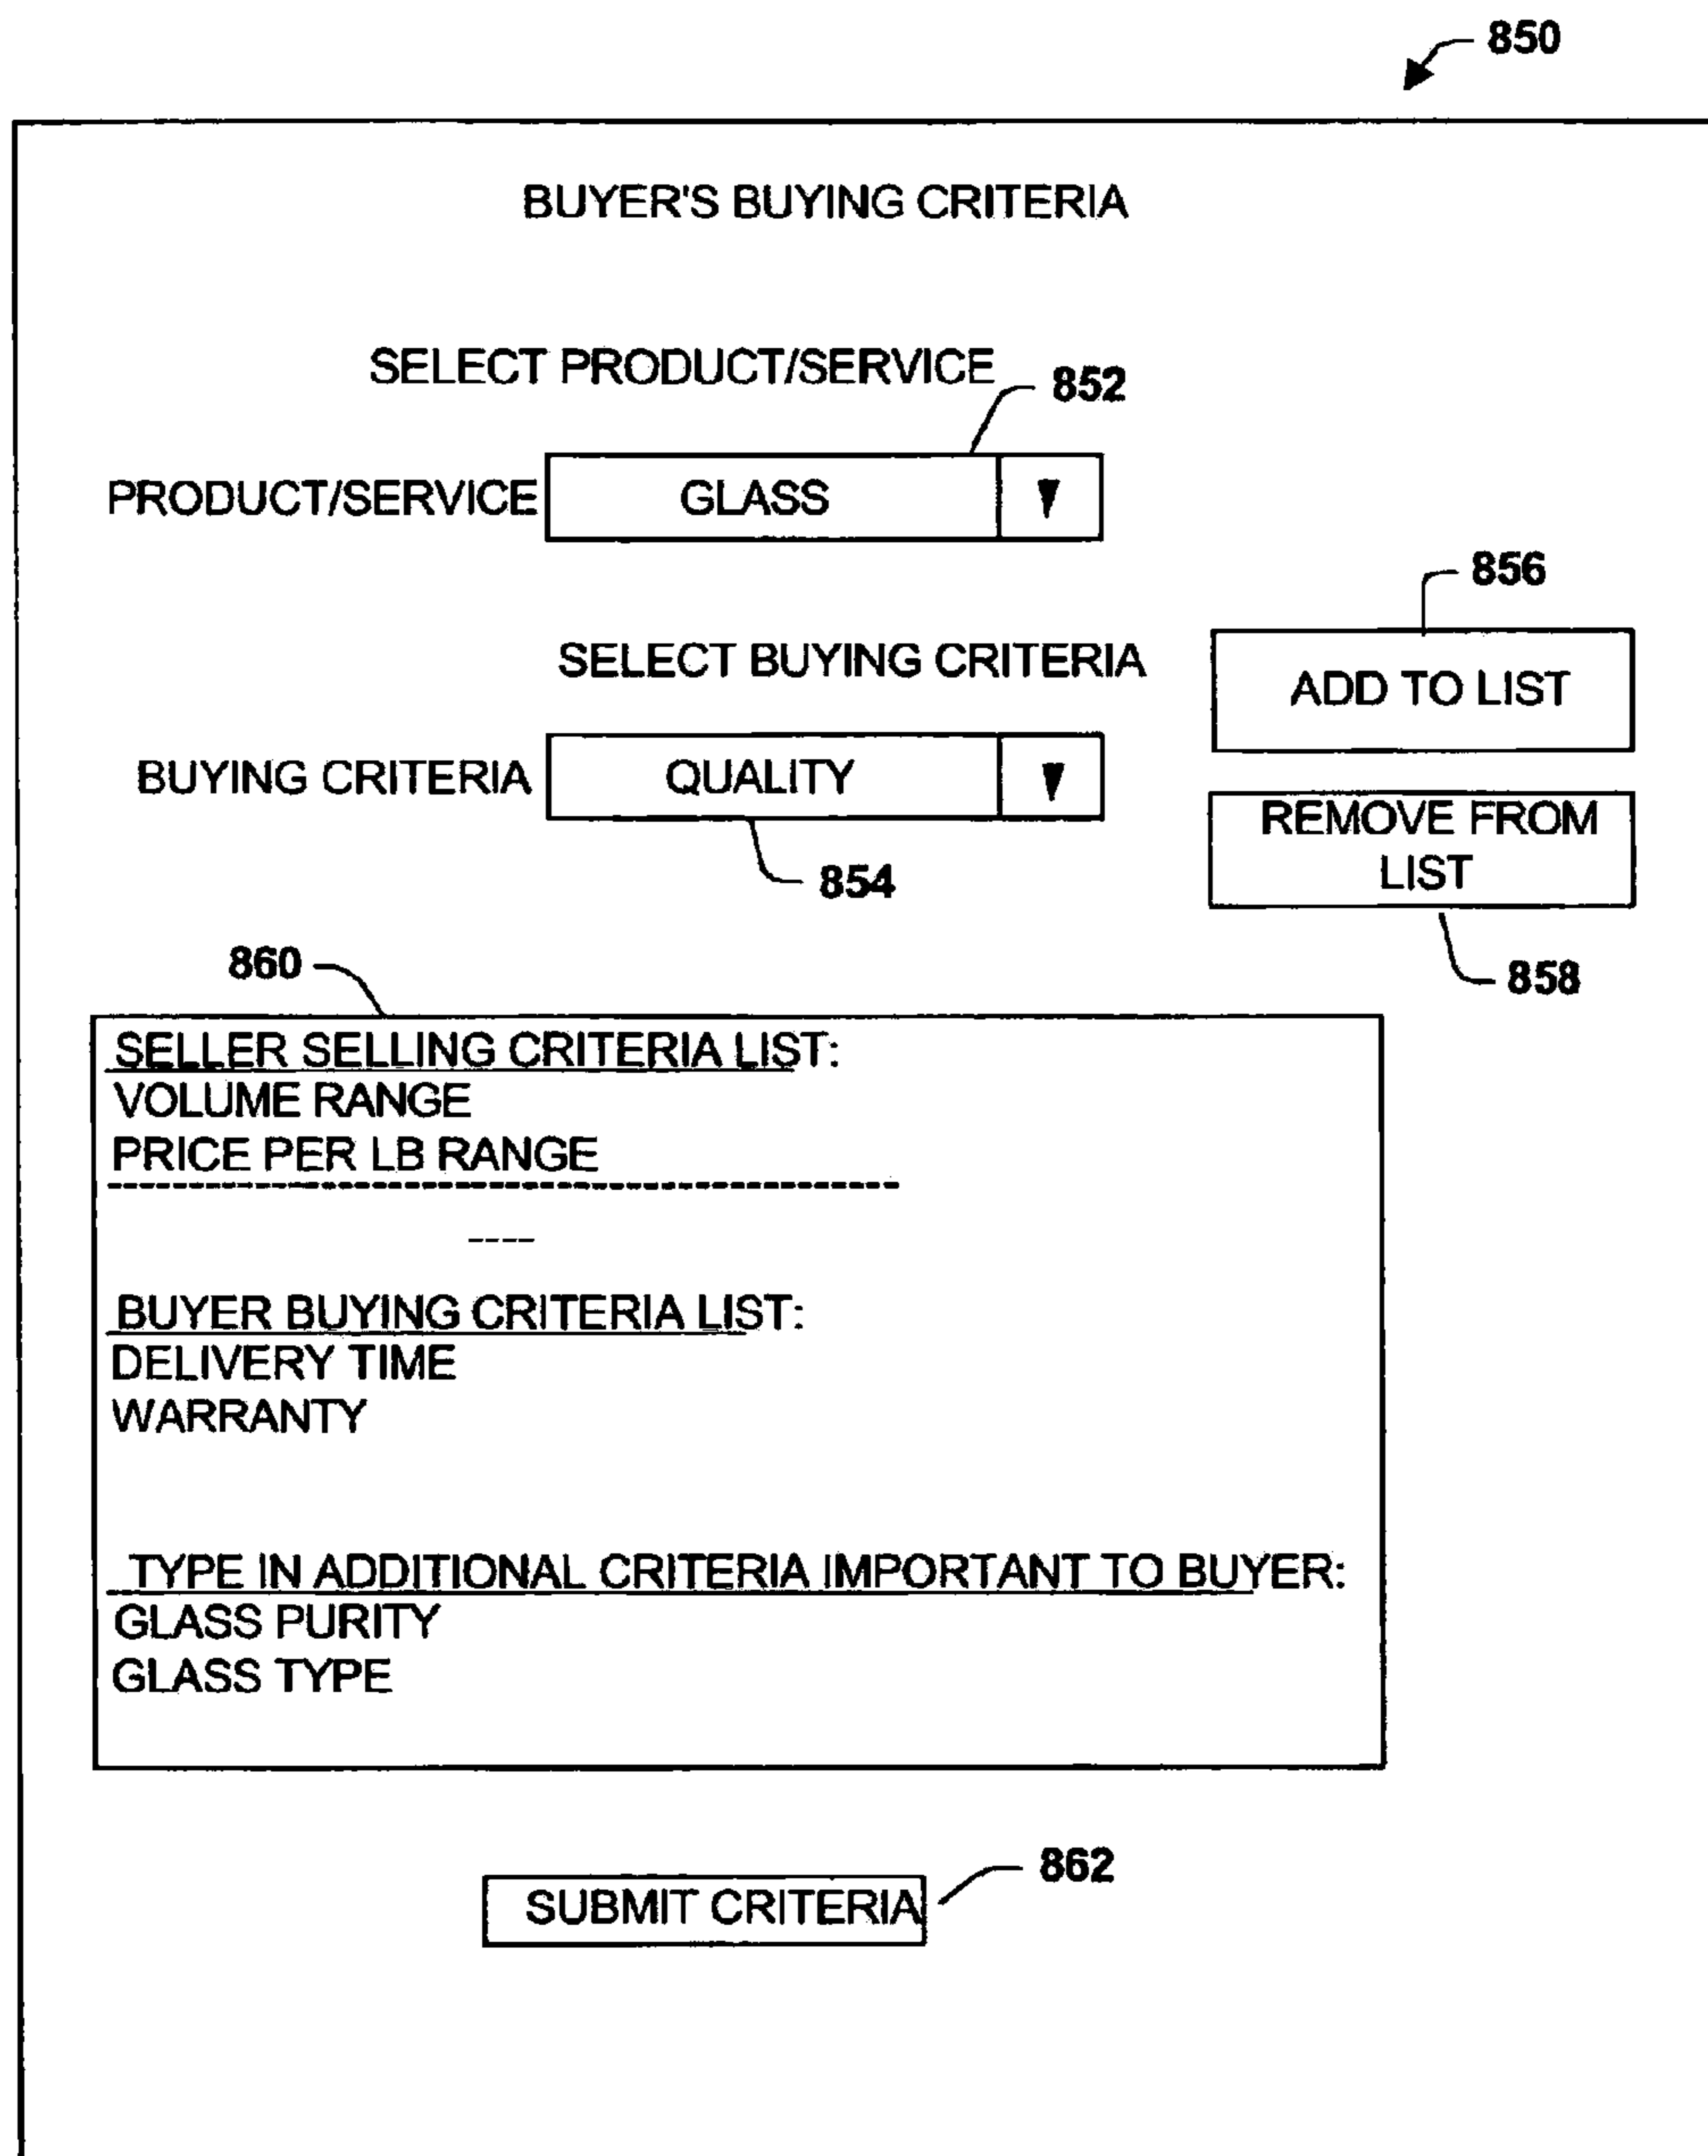 850
BUYER'S BUYING CRITERIA
SELECT PRODUCT/SERVICE
852
PRODUCT/SERVICE GLASS
856
SELECT BUYING CRITERIA
ADD TO LIST
BUYING CRITERIA QUALITY
REMOVE FROM
LIST
854
860
858
SELLER SELLING CRITERIA LIST:
VOLUME RANGE
PRICE PER LB RANGE
BUYER BUYING CRITERIA LIST:
DELIVERY TIME
WARRANTY
TYPE IN ADDITIONAL CRITERIA IMPORTANT TO BUYER:
GLASS PURITY
GLASS TYPE
862
SUBMIT CRITERIA